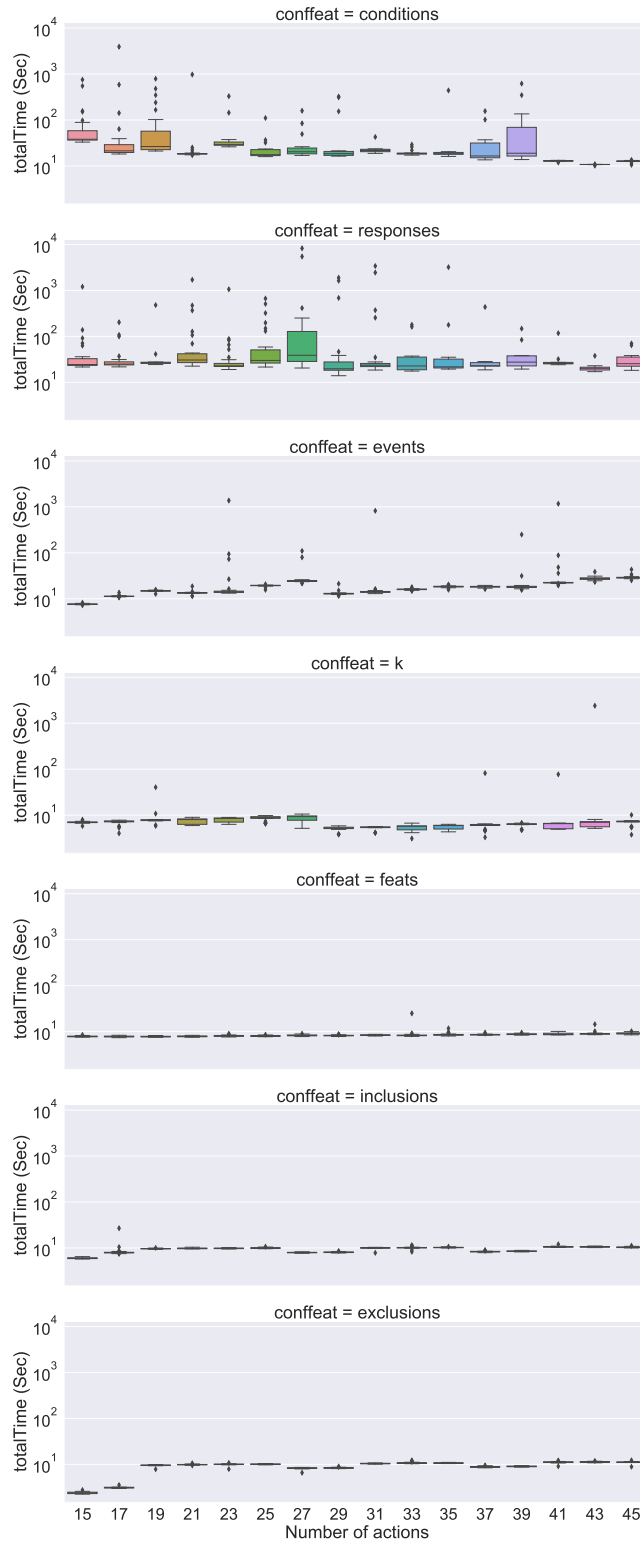 conffeat = conditions
10^4
10^3
10^2
10^1
totalTime (Sec)
conffeat = responses
10^4
10^3
10^2
10^1
totalTime (Sec)
conffeat = events
10^4
10^3
10^2
10^1
totalTime (Sec)
conffeat = k
10^4
10^3
10^2
10^1
totalTime (Sec)
conffeat = feats
10^4
10^3
10^2
10^1
totalTime (Sec)
conffeat = inclusions
10^4
10^3
10^2
10^1
totalTime (Sec)
conffeat = exclusions
10^4
10^3
10^2
10^1
totalTime (Sec)
15 17 19 21 23 25 27 29 31 33 35 37 39 41 43 45
Number of actions